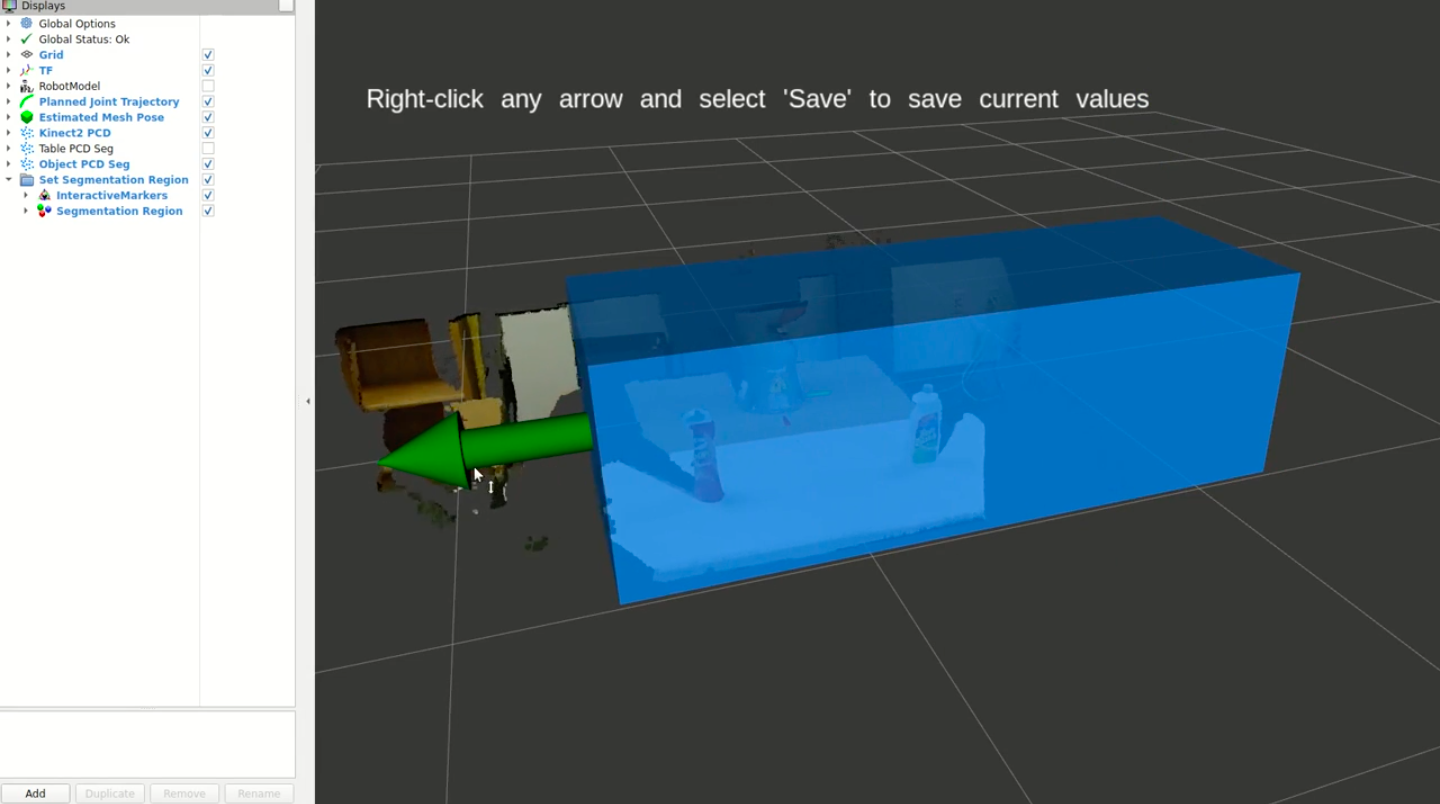 Displays
Global Options
Global Status: Ok
Grid
TF
RobotModel
Planned Joint Trajectory
Estimated Mesh Pose
Kinect2 PCD
Table PCD Seg
Object PCD Seg
Set Segmentation Region
InteractiveMarkers
Segmentation Region
Add
Duplicate
Remove
Rename
Right-click any arrow and select 'Save' to save current values